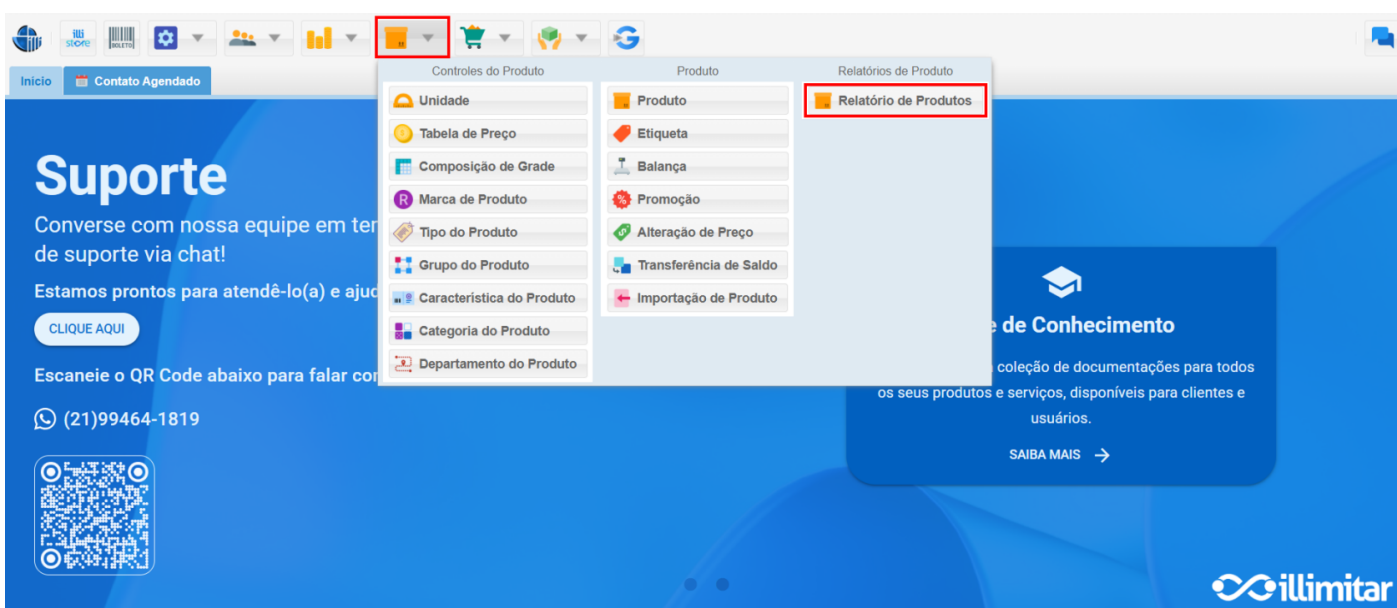 illi
store
BOLETO
Início
Contato Agendado
Controles do Produto
Unidade
Tabela de Preço
Composição de Grade
Marca de Produto
Tipo do Produto
Grupo do Produto
Caracteristica do Produto
Categoria do Produto
Departamento do Produto
Produto
Produto
Etiqueta
Balança
Promoção
Alteração de Preço
Transferência de Saldo
Importação de Produto
Relatórios de Produto
Relatório de Produtos
Suporte
Converse com nossa equipe em ter
de suporte via chat!
Estamos prontos para atendê-lo(a) e ajud
CLIQUE AQUI
Escaneie o QR Code abaixo para falar cor
(21)99464-1819
de Conhecimento
coleção de documentações para todos
os seus produtos e serviços, disponíveis para clientes e
usuários.
SAIBA MAIS
illimitar